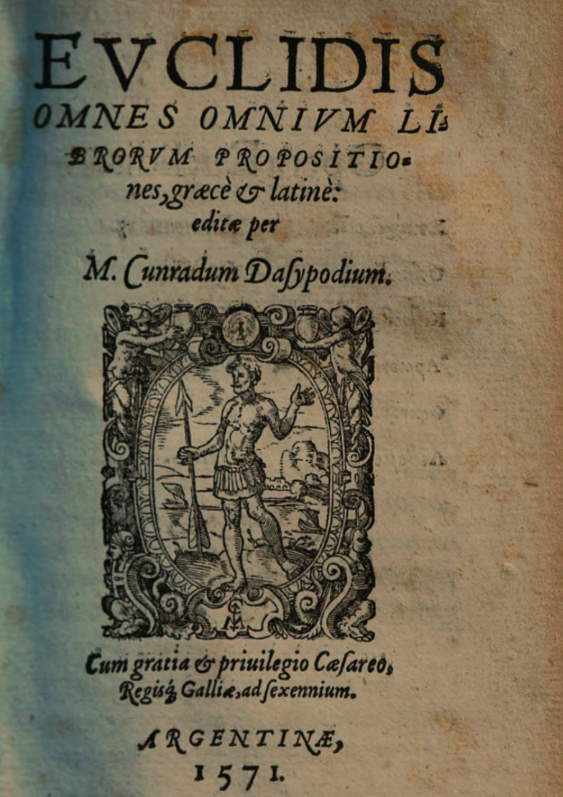 EVCLIDIS
OMNES OMNIVM LI-
BRORVM PROPOSITIO-
nes, græcè & latinè:
editæ per
M. Cunradum Daſypodium.
Cum gratia & priuilegio Cæſareo,
Regisq́; Galliæ, ad ſexennium.
ARGENTINÆ,
1571.